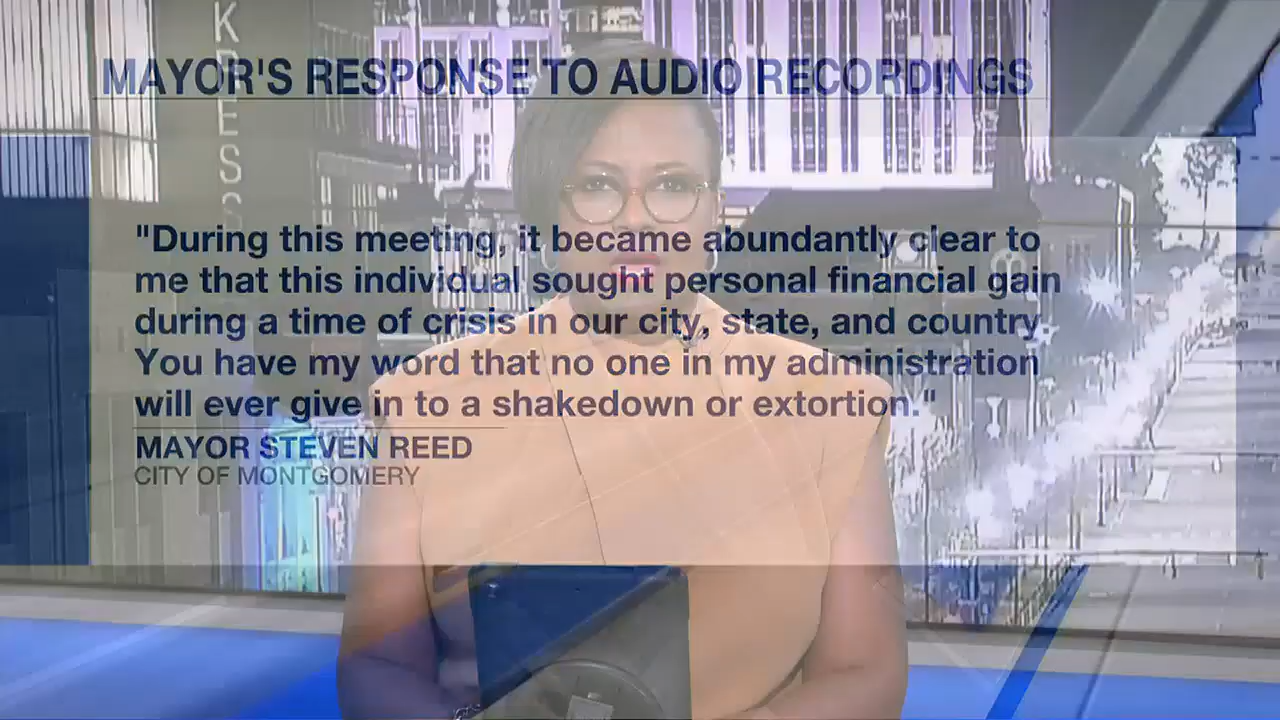 KRESS
MAYOR'S RESPONSE TO AUDIO RECORDINGS
"During this meeting, it became abundantly clear to
me that this individual sought personal financial gain
during a time of crisis in our city, state, and country.
You have my word that no one in my administration
will ever give in to a shakedown or extortion."
MAYOR STEVEN REED
CITY OF MONTGOMERY